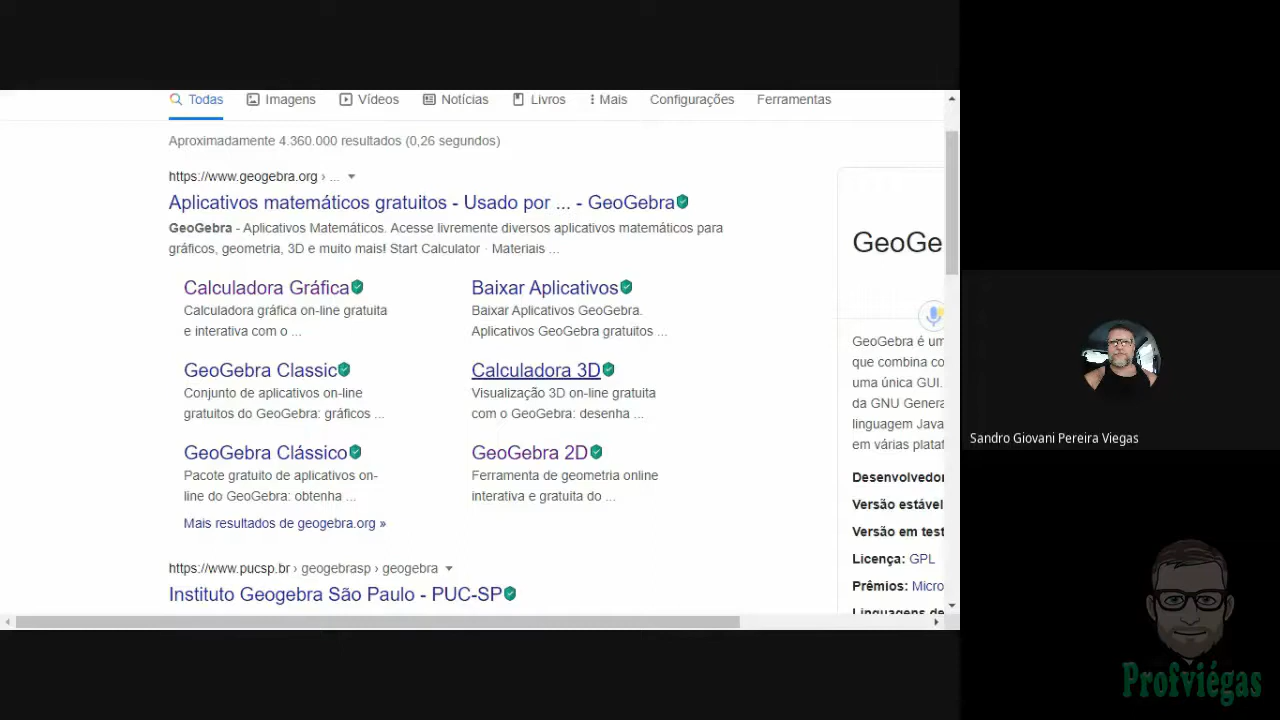 Todas Imagens Vídeos Notícias Livros Mais Configurações Ferramentas
Aproximadamente 4.360.000 resultados (0,26 segundos)
https://www.geogebra.org › ...
Aplicativos matemáticos gratuitos - Usado por ... - GeoGebra
GeoGebra - Aplicativos Matemáticos. Acesse livremente diversos aplicativos matemáticos para
gráficos, geometria, 3D e muito mais! Start Calculator · Materiais ...
Calculadora Gráfica
Calculadora gráfica on-line gratuita
e interativa com o ...
Baixar Aplicativos
Baixar Aplicativos GeoGebra.
Aplicativos GeoGebra gratuitos ...
GeoGebra Classic
Conjunto de aplicativos on-line
gratuitos do GeoGebra: gráficos ...
Calculadora 3D
Visualização 3D on-line gratuita
com o GeoGebra: desenha ...
GeoGebra Clássico
Pacote gratuito de aplicativos on-
line do GeoGebra: obtenha ...
GeoGebra 2D
Ferramenta de geometria online
interativa e gratuita do ...
Mais resultados de geogebra.org »
https://www.pucsp.br › geogebrasp › geogebra
Instituto Geogebra São Paulo - PUC-SP
GeoGe
GeoGebra é um
que combina co
uma única GUI.
da GNU Genera
linguagem Java
em várias plataf
Desenvolvedor
Versão estável
Versão em test
Licença: GPL
Prêmios: Micro
Linguagens de
Sandro Giovani Pereira Viegas
Profviégas